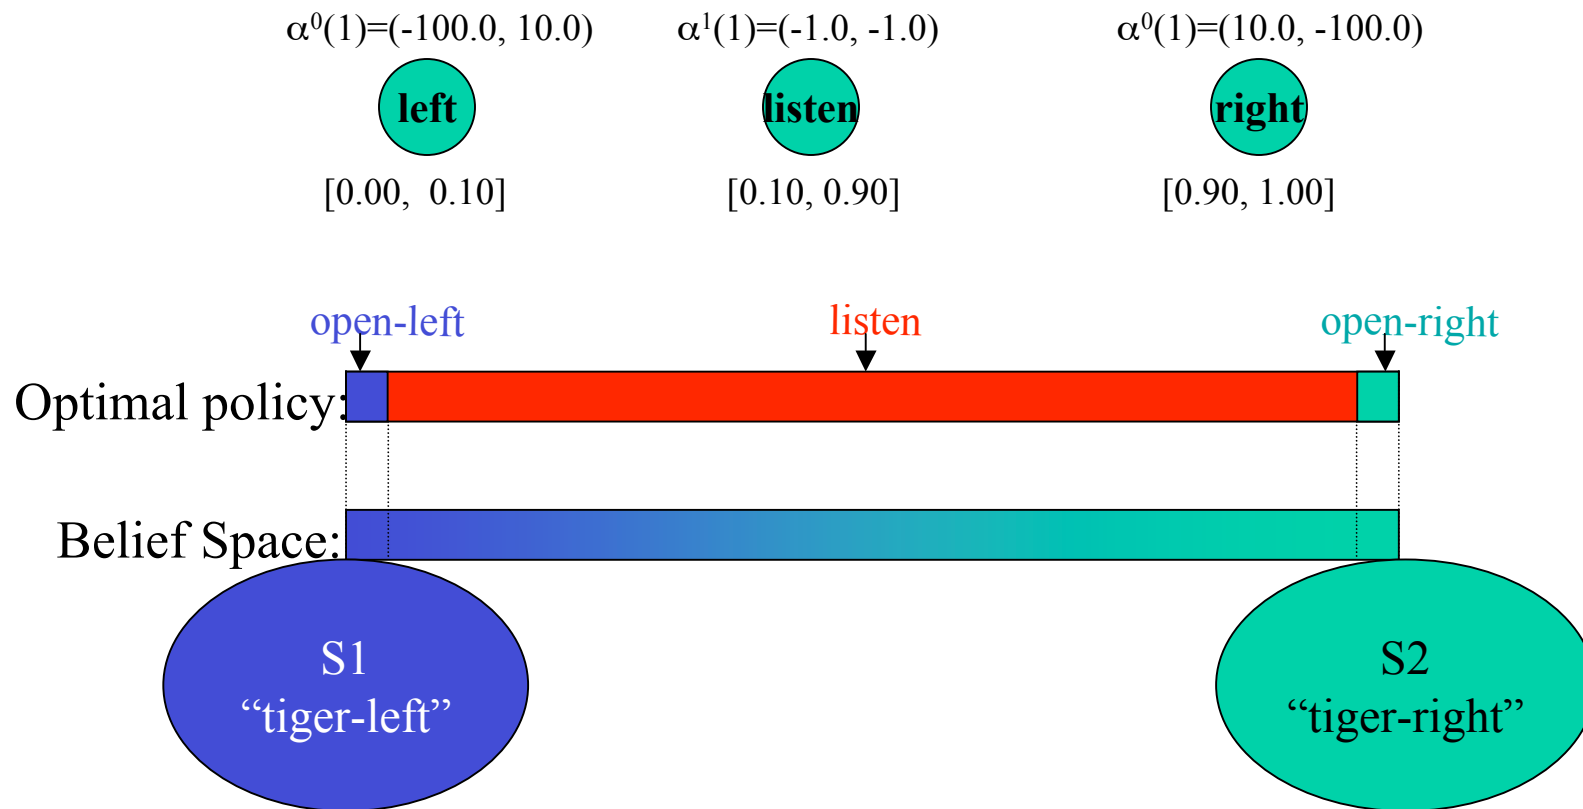 α⁰(1)=(-100.0, 10.0)
α¹(1)=(-1.0, -1.0)
α⁰(1)=(10.0, -100.0)
left
listen
right
[0.00,  0.10]
[0.10, 0.90]
[0.90, 1.00]
open-left
listen
open-right
Optimal policy:
Belief Space:
S1
“tiger-left”
S2
“tiger-right”